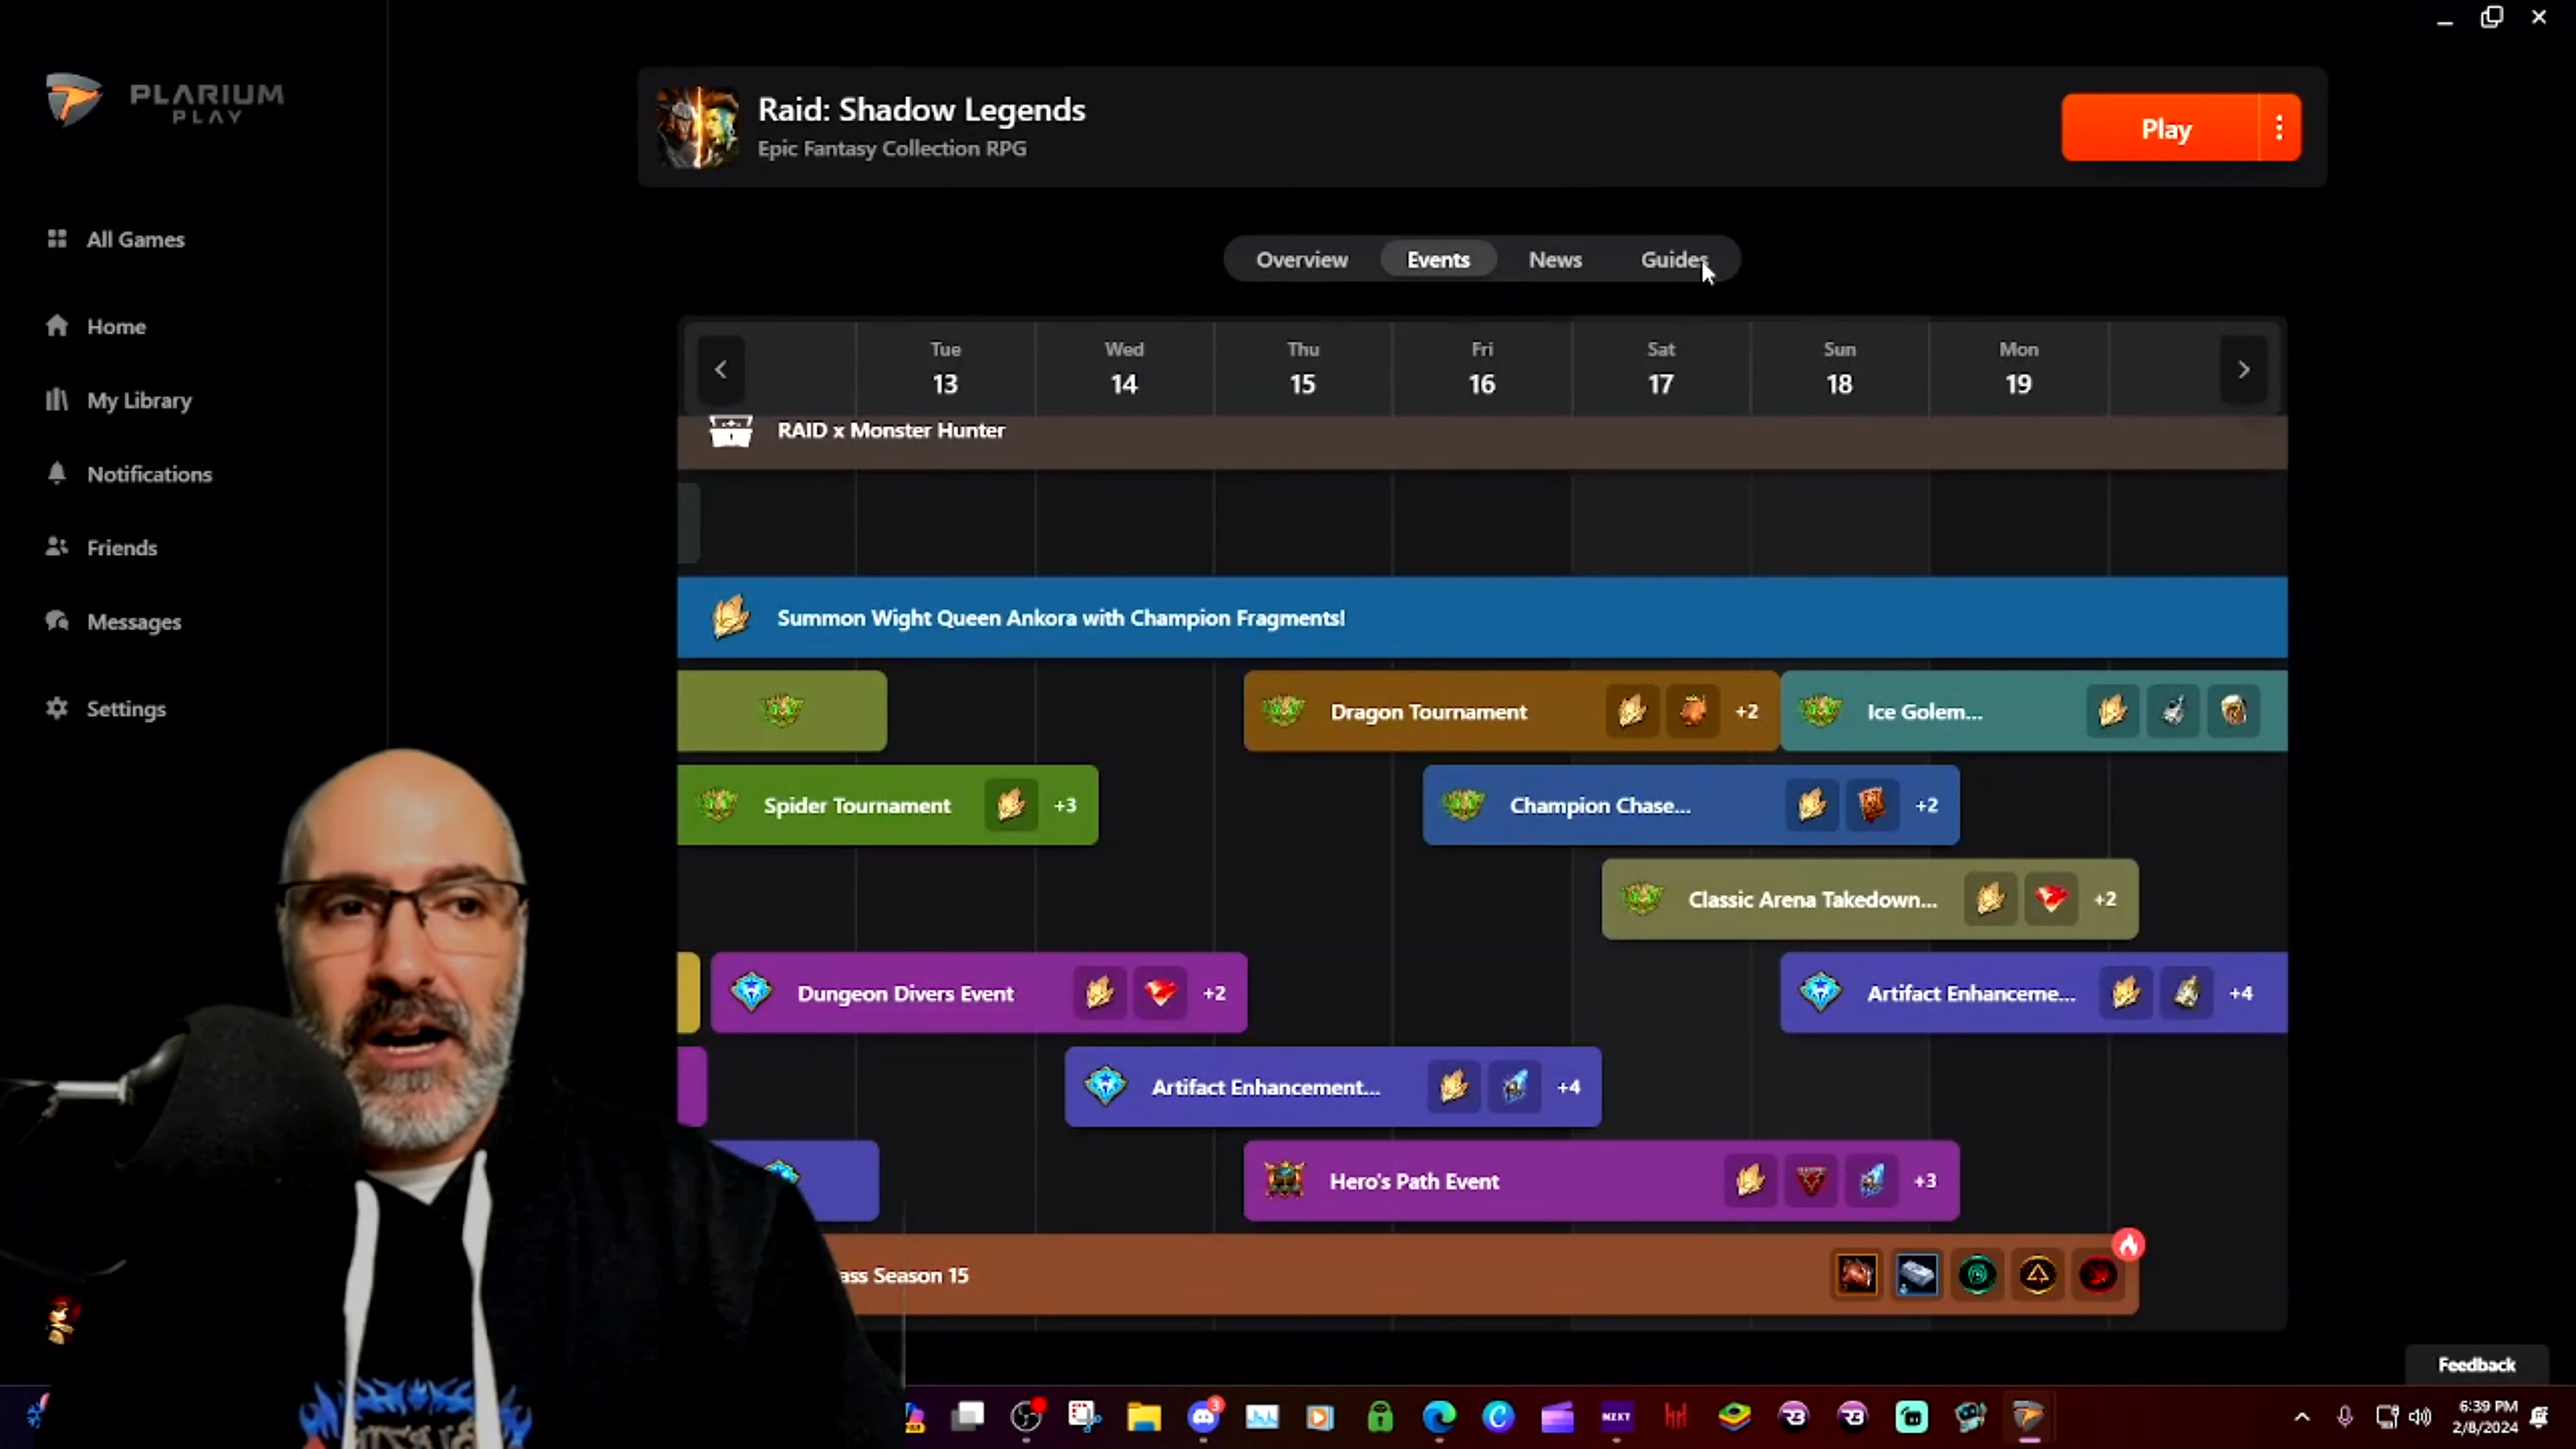 PLARIUM
PLAY
All Games
Home
My Library
Notifications
Friends
Messages
Settings
Raid: Shadow Legends
Epic Fantasy Collection RPG
Play
Overview
Events
News
Guides
Tue
13
Wed
14
Thu
15
Fri
16
Sat
17
Sun
18
Mon
19
RAID x Monster Hunter
Summon Wight Queen Ankora with Champion Fragments!
Dragon Tournament
+2
Ice Golem...
Spider Tournament
+3
Champion Chase...
+2
Classic Arena Takedown...
+2
Dungeon Divers Event
+2
Artifact Enhanceme...
+4
Artifact Enhancement...
+4
Hero's Path Event
+3
ass Season 15
Feedback
3
NZXT
6:39 PM
2/8/2024